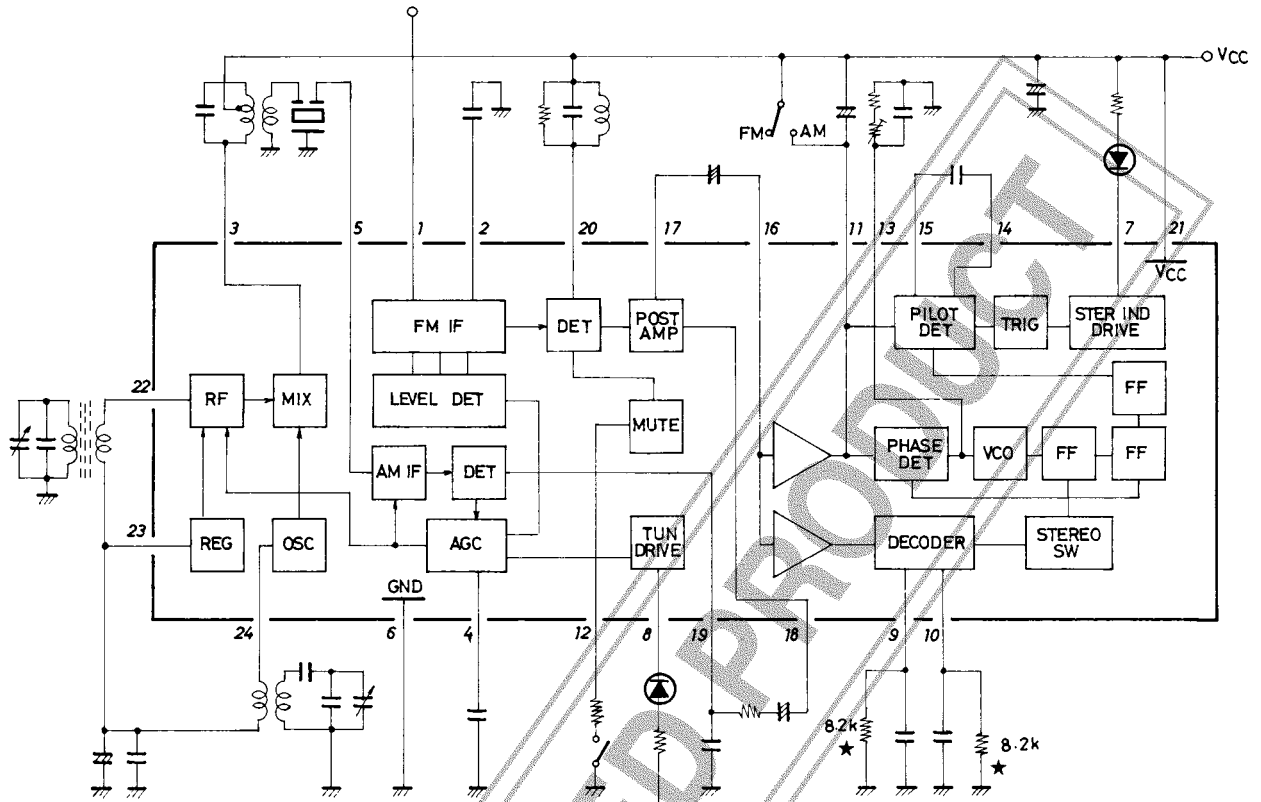 VCC
FM AM
3 5 1 2 20 17 16 11 13 15 14 7 21
VCC
FM IF
DET
POST
AMP
PILOT
DET
TRIG
STER IND
DRIVE
22
RF
MIX
LEVEL DET
MUTE
FF
AM IF
DET
PHASE
DET
VCO
FF
FF
23
REG
OSC
AGC
TUN
DRIVE
DECODER
STEREO
SW
GND
24 6 4 12 8 19 18 9 10
8.2k
★
8.2k
★
ED PRODUCT